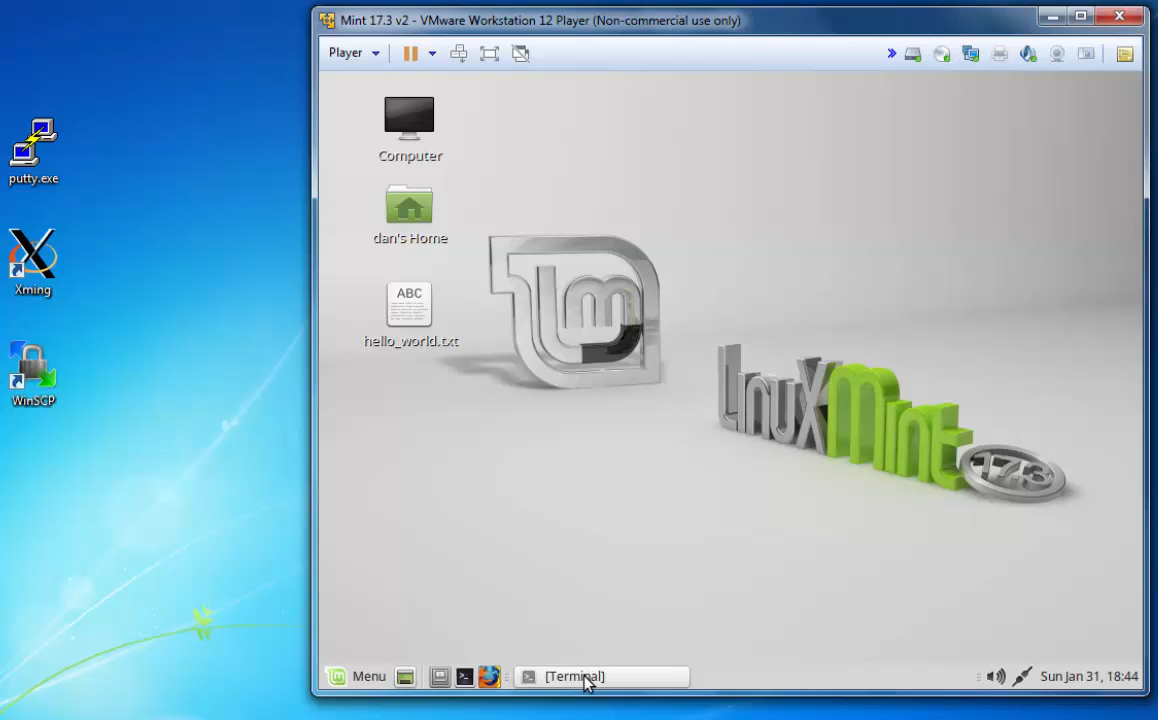 Mint 17.3 v2 - VMware Workstation 12 Player (Non-commercial use only)
Player
putty.exe
Xming
WinSCP
Computer
dan's Home
ABC
hello_world.txt
lm
LinuxMint
17.3
Menu
[Terminal]
Sun Jan 31, 18:44